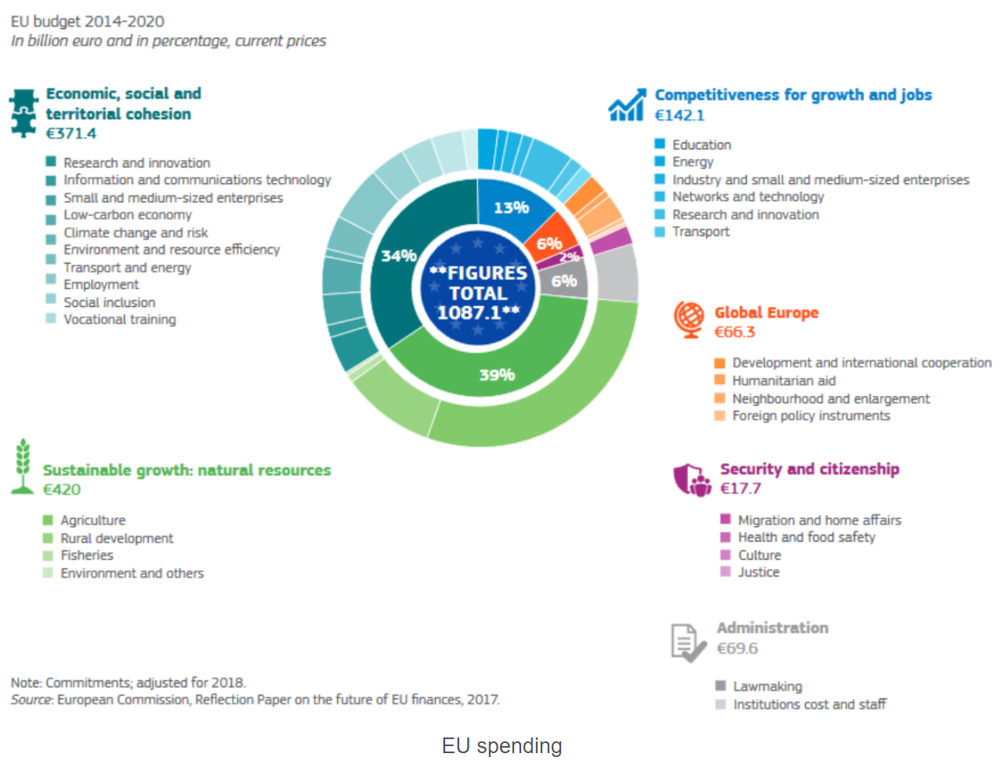 EU budget 2014-2020
In billion euro and in percentage, current prices
Economic, social and
territorial cohesion
€371.4
Research and innovation
Information and communications technology
Small and medium-sized enterprises
Low-carbon economy
Climate change and risk
Environment and resource efficiency
Transport and energy
Employment
Social inclusion
Vocational training
Competitiveness for growth and jobs
€142.1
Education
Energy
Industry and small and medium-sized enterprises
Networks and technology
Research and innovation
Transport
13%
6%
2%
6%
39%
34%
**FIGURES
TOTAL
1087.1**
Global Europe
€66.3
Development and international cooperation
Humanitarian aid
Neighbourhood and enlargement
Foreign policy instruments
Sustainable growth: natural resources
€420
Agriculture
Rural development
Fisheries
Environment and others
Security and citizenship
€17.7
Migration and home affairs
Health and food safety
Culture
Justice
Administration
€69.6
Lawmaking
Institutions cost and staff
Note: Commitments; adjusted for 2018.
Source: European Commission, Reflection Paper on the future of EU finances, 2017.
EU spending